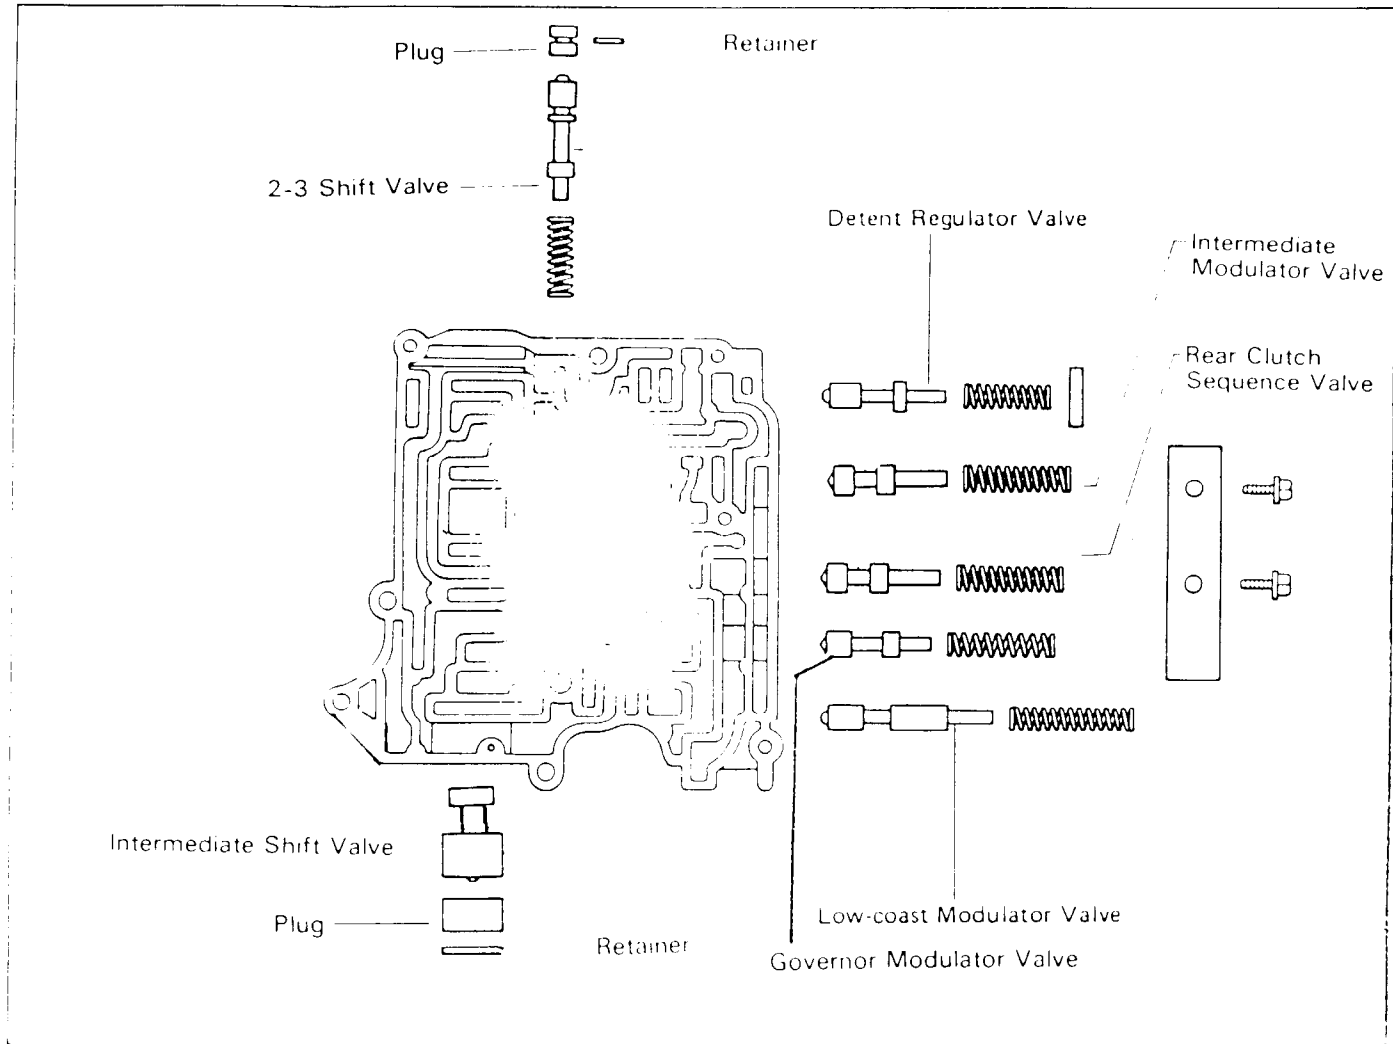 Plug
Retainer
2-3 Shift Valve
Detent Regulator Valve
Intermediate
Modulator Valve
Rear Clutch
Sequence Valve
Intermediate Shift Valve
Plug
Retainer
Low-coast Modulator Valve
Governor Modulator Valve